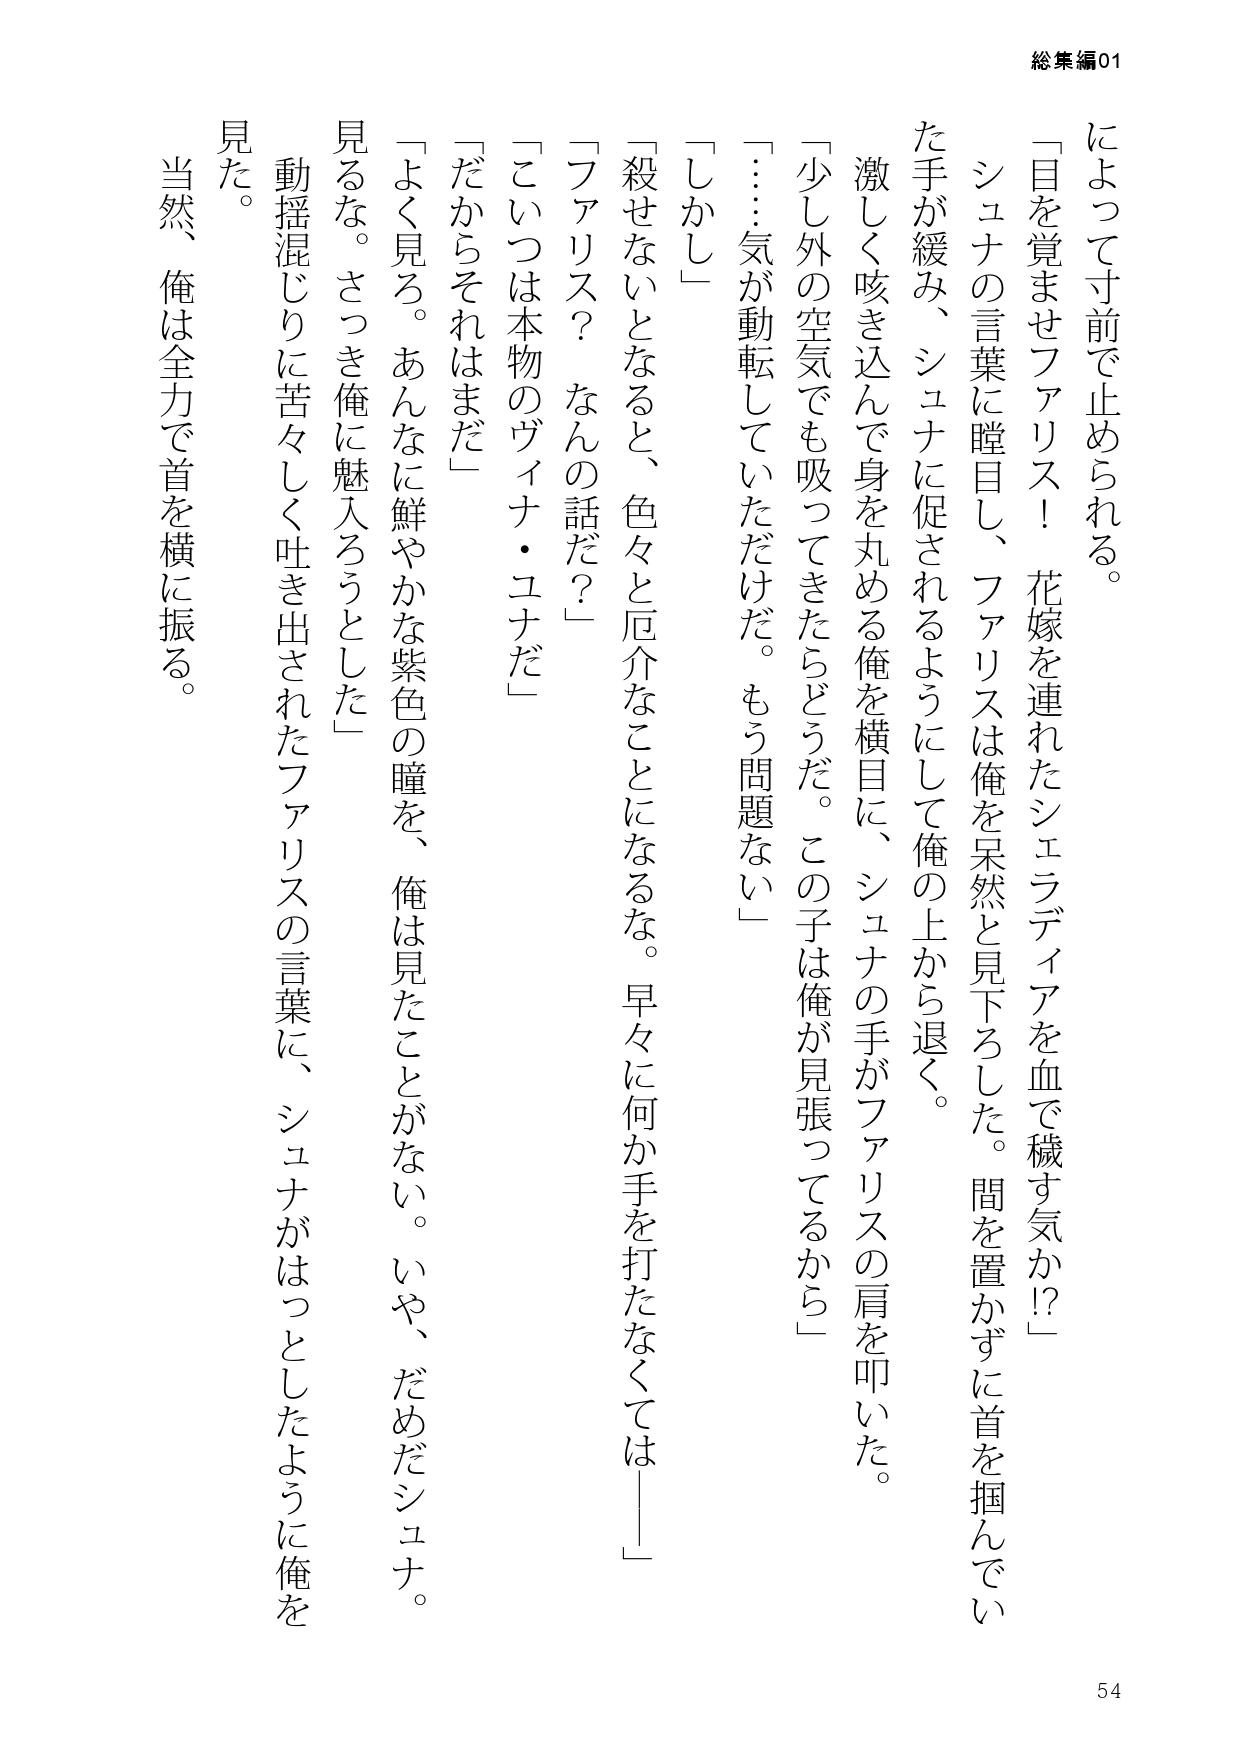 総集編01
によって寸前で止められる。
「目を覚ませファリス！　花嫁を連れたシェラディアを血で穢す気か!?」
　シュナの言葉に瞠目し、ファリスは俺を呆然と見下ろした。間を置かずに首を掴んでい
た手が緩み、シュナに促されるようにして俺の上から退く。
　激しく咳き込んで身を丸める俺を横目に、シュナの手がファリスの肩を叩いた。
「少し外の空気でも吸ってきたらどうだ。この子は俺が見張ってるから」
「……気が動転していただけだ。もう問題ない」
「しかし」
「殺せないとなると、色々と厄介なことになるな。早々に何か手を打たなくては――」
「ファリス？　なんの話だ？」
「こいつは本物のヴィナ・ユナだ」
「だからそれはまだ」
「よく見ろ。あんなに鮮やかな紫色の瞳を、俺は見たことがない。いや、だめだシュナ。
見るな。さっき俺に魅入ろうとした」
　動揺混じりに苦々しく吐き出されたファリスの言葉に、シュナがはっとしたように俺を
見た。
　当然、俺は全力で首を横に振る。
54